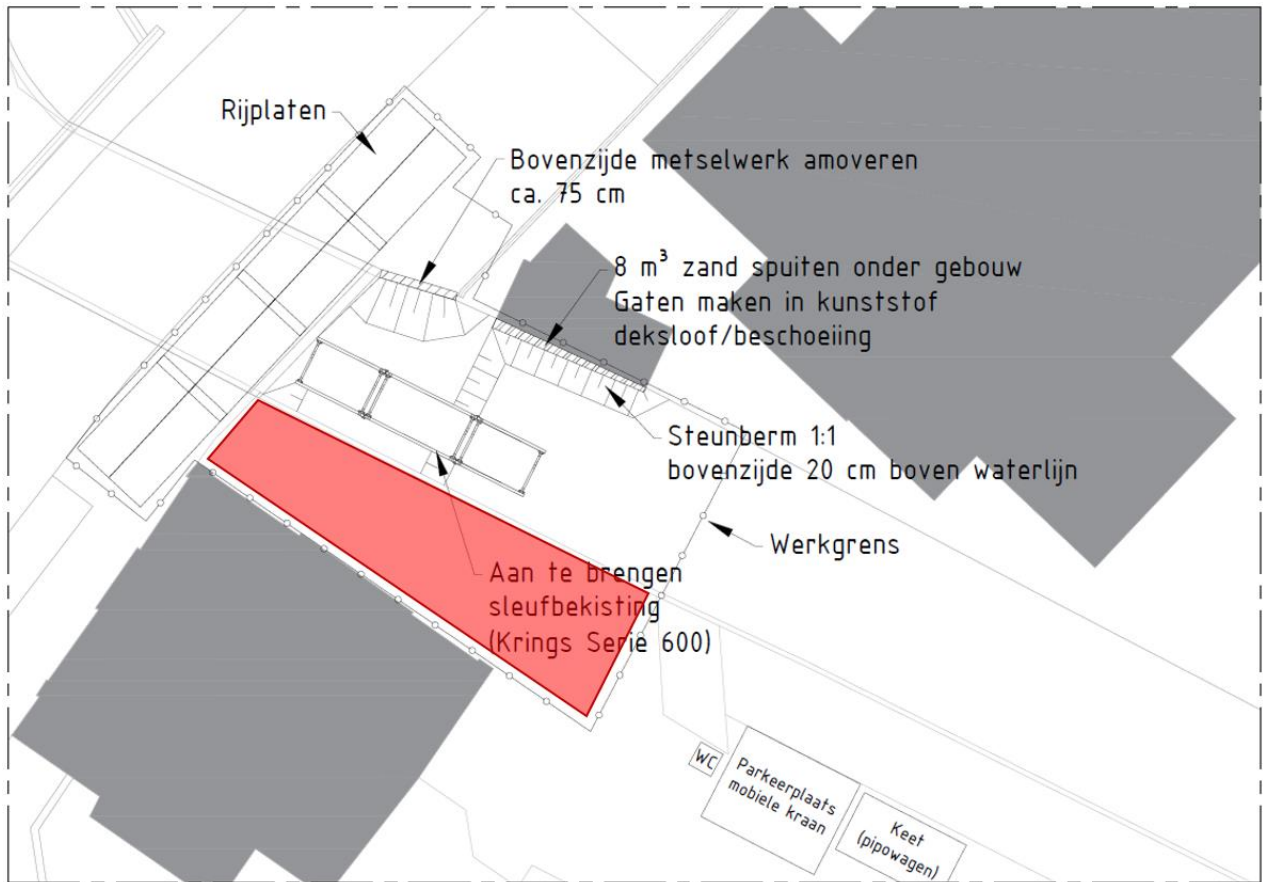 Rijplaten
Bovenzijde metselwerk amoveren
ca. 75 cm
8 m³ zand spuiten onder gebouw
Gaten maken in kunststof
deksloof/beschoeiing
Steunberm 1:1
bovenzijde 20 cm boven waterlijn
Werkgrens
Aan te brengen
sleufbekisting
(Krings Serie 600)
WC
Parkeerplaats
mobiele kraan
Keet
(pipowagen)